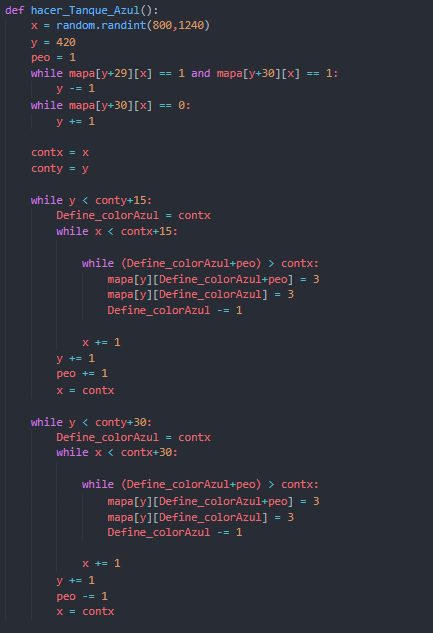 def hacer_Tanque_Azul():
    x = random.randint(800,1240)
    y = 420
    peo = 1
    while mapa[y+29][x] == 1 and mapa[y+30][x] == 1:
        y -= 1
    while mapa[y+30][x] == 0:
        y += 1

    contx = x
    conty = y

    while y < conty+15:
        Define_colorAzul = contx
        while x < contx+15:

            while (Define_colorAzul+peo) > contx:
                mapa[y][Define_colorAzul+peo] = 3
                mapa[y][Define_colorAzul] = 3
                Define_colorAzul -= 1

            x += 1
        y += 1
        peo += 1
        x = contx

    while y < conty+30:
        Define_colorAzul = contx
        while x < contx+30:

            while (Define_colorAzul+peo) > contx:
                mapa[y][Define_colorAzul+peo] = 3
                mapa[y][Define_colorAzul] = 3
                Define_colorAzul -= 1

            x += 1
        y += 1
        peo -= 1
        x = contx